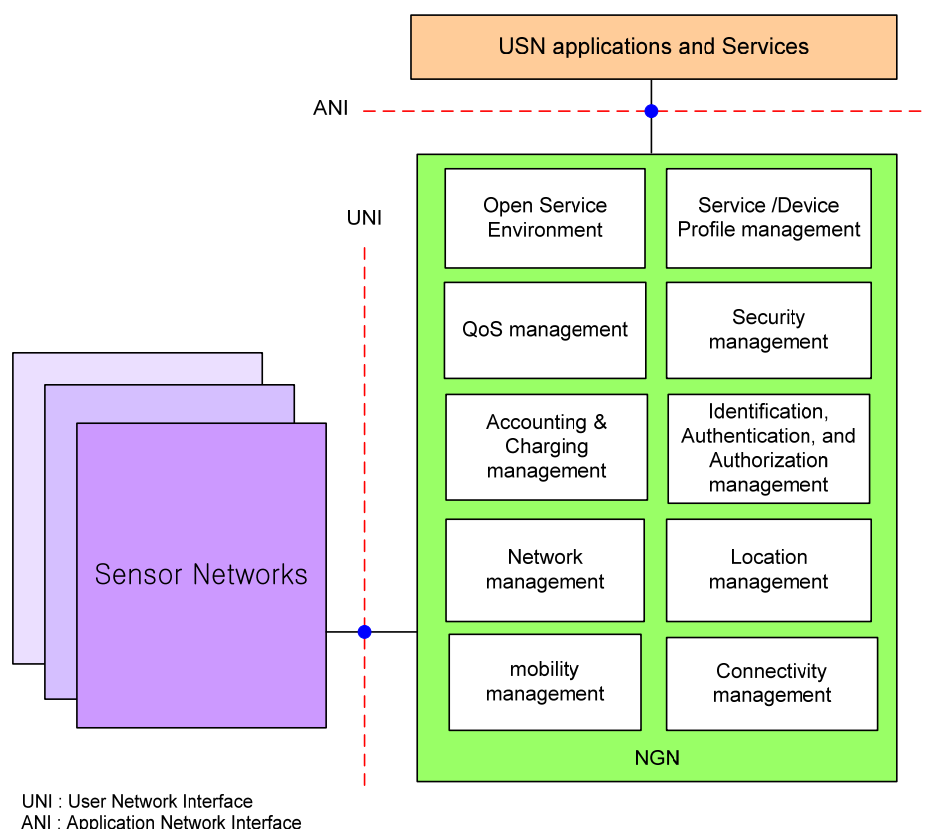 USN applications and Services
ANI
UNI
Open Service
Environment
Service /Device
Profile management
QoS management
Security
management
Accounting &
Charging
management
Identification,
Authentication, and
Authorization
management
Network
management
Location
management
mobility
management
Connectivity
management
NGN
Sensor Networks
UNI : User Network Interface
ANI : Application Network Interface